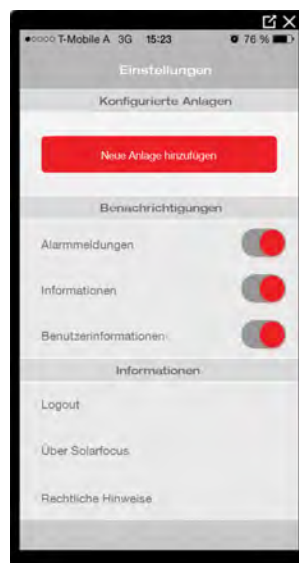 ●○○○○ T-Mobile A 3G 15:23 76 %
Einstellungen
Konfigurierte Anlagen
Neue Anlage hinzufügen
Benachrichtigungen
Alarmmeldungen
Informationen
Benutzerinformationen
Informationen
Logout
Über Solarfocus
Rechtliche Hinweise